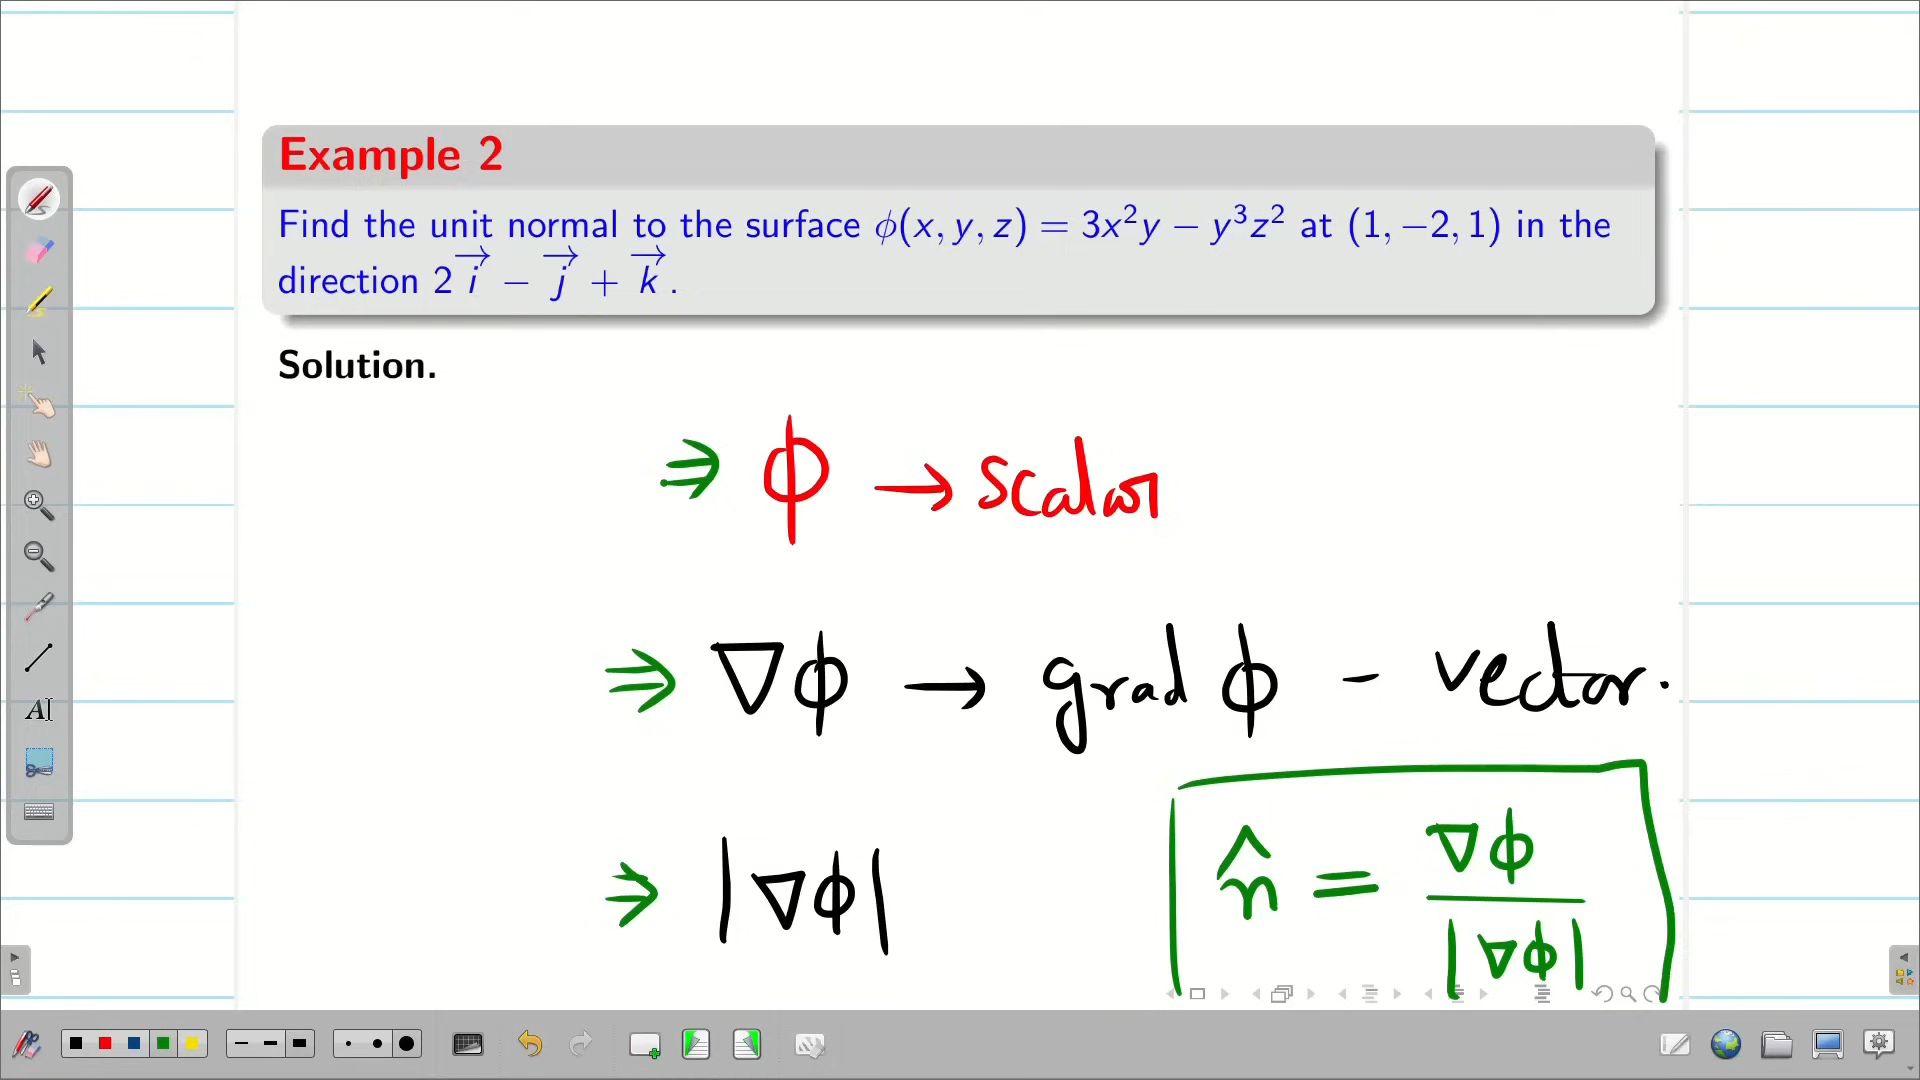 Example 2
Find the unit normal to the surface ϕ(x, y, z) = 3x²y − y³z² at (1, −2, 1) in the
direction 2i⃗ − j⃗ + k⃗.
Solution.
⇒ ϕ → scalar
⇒ ∇ϕ → grad ϕ - vector.
⇒ |∇ϕ|
n̂ = ∇ϕ / |∇ϕ|